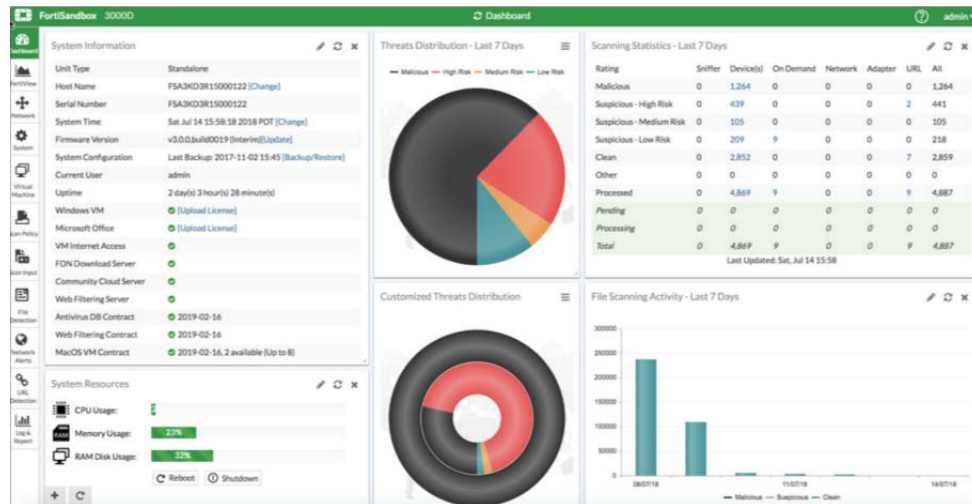 FortiSandbox 3000D
Dashboard
admin
Dashboard
FortiView
Network
System
Virtual
Machine
Scan Policy
Scan Input
File
Detection
Network
Alerts
URL
Detection
Log &
Report
System Information
Unit Type Standalone
Host Name FSA3KD3R15000122 [Change]
Serial Number FSA3KD3R15000122
System Time Sat Jul 14 15:58:18 2018 PDT [Change]
Firmware Version v3.0.0,build0019 (Interim)[Update]
System Configuration Last Backup: 2017-11-02 15:45 [Backup/Restore]
Current User admin
Uptime 2 day(s) 3 hour(s) 28 minute(s)
Windows VM [Upload License]
Microsoft Office [Upload License]
VM Internet Access
FDN Download Server
Community Cloud Server
Web Filtering Server
Antivirus DB Contract 2019-02-16
Web Filtering Contract 2019-02-16
MacOS VM Contract 2019-02-16, 2 available (Up to 8)
System Resources
CPU Usage:
RAM Memory Usage: 23%
RAM Disk Usage: 32%
Reboot Shutdown
Threats Distribution - Last 7 Days
Malicious High Risk Medium Risk Low Risk
Customized Threats Distribution
Scanning Statistics - Last 7 Days
Rating Sniffer Device(s) On Demand Network Adapter URL All
Malicious 0 1,264 0 0 0 0 1,264
Suspicious - High Risk 0 439 0 0 0 2 441
Suspicious - Medium Risk 0 105 0 0 0 0 105
Suspicious - Low Risk 0 209 9 0 0 0 218
Clean 0 2,852 0 0 0 7 2,859
Other 0 0 0 0 0 0 0
Processed 0 4,869 9 0 0 9 4,887
Pending 0 0 0 0 0 0 0
Processing 0 0 0 0 0 0 0
Total 0 4,869 9 0 0 9 4,887
Last Updated: Sat, Jul 14 15:58
File Scanning Activity - Last 7 Days
300000
250000
200000
150000
100000
50000
0
08/07/18 11/07/18 14/07/18
Malicious Suspicious Clean